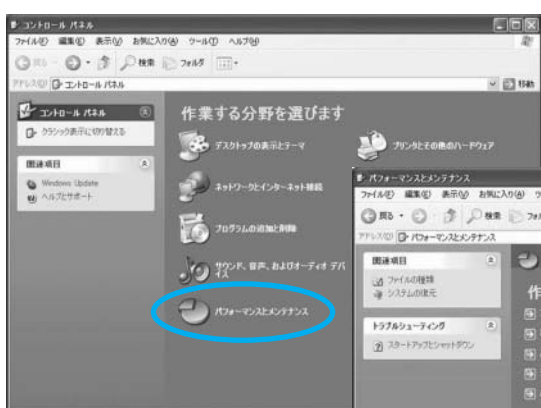 コントロール パネル
ファイル(F) 編集(E) 表示(V) お気に入り(A) ツール(T) ヘルプ(H)
戻る 検索 フォルダ
アドレス(D) コントロール パネル 移動
コントロール パネル
クラシック表示に切り替える
関連項目
Windows Update
ヘルプとサポート
作業する分野を選びます
デスクトップの表示とテーマ
プリンタとその他のハードウェア
ネットワークとインターネット接続
プログラムの追加と削除
サウンド、音声、およびオーディオ デバ
イス
パフォーマンスとメンテナンス
パフォーマンスとメンテナンス
ファイル(F) 編集(E) 表示(V) お気に入り(A)
戻る 検索
アドレス(D) パフォーマンスとメンテナンス
関連項目
ファイルの種類
システムの復元
トラブルシューティング
スタートアップとシャットダウン
作